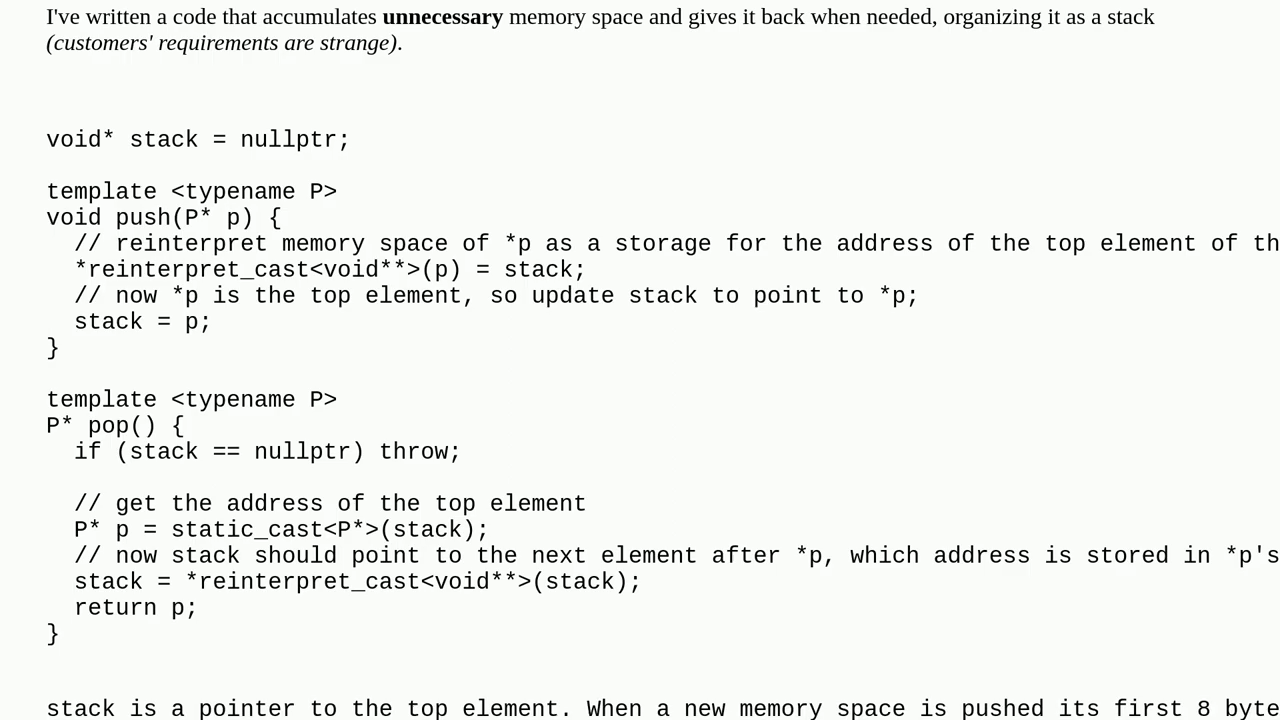 I've written a code that accumulates unnecessary memory space and gives it back when needed, organizing it as a stack
(customers' requirements are strange).
void* stack = nullptr;
template <typename P>
void push(P* p) {
// reinterpret memory space of *p as a storage for the address of the top element of th
*reinterpret_cast<void**>(p) = stack;
// now *p is the top element, so update stack to point to *p;
stack = p;
}
template <typename P>
P* pop() {
if (stack == nullptr) throw;
// get the address of the top element
P* p = static_cast<P*>(stack);
// now stack should point to the next element after *p, which address is stored in *p's
stack = *reinterpret_cast<void**>(stack);
return p;
}
stack is a pointer to the top element. When a new memory space is pushed its first 8 byte